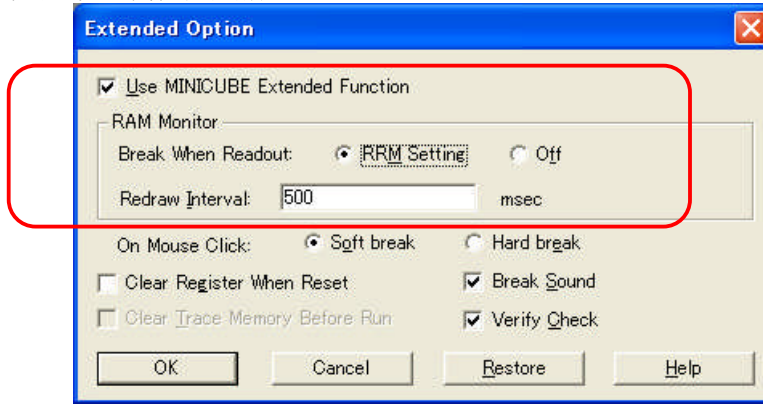 Extended Option
Use MINICUBE Extended Function
RAM Monitor
Break When Readout: RRM Setting Off
Redraw Interval: 500 msec
On Mouse Click: Soft break Hard break
Clear Register When Reset Break Sound
Clear Trace Memory Before Run Verify Check
OK Cancel Restore Help